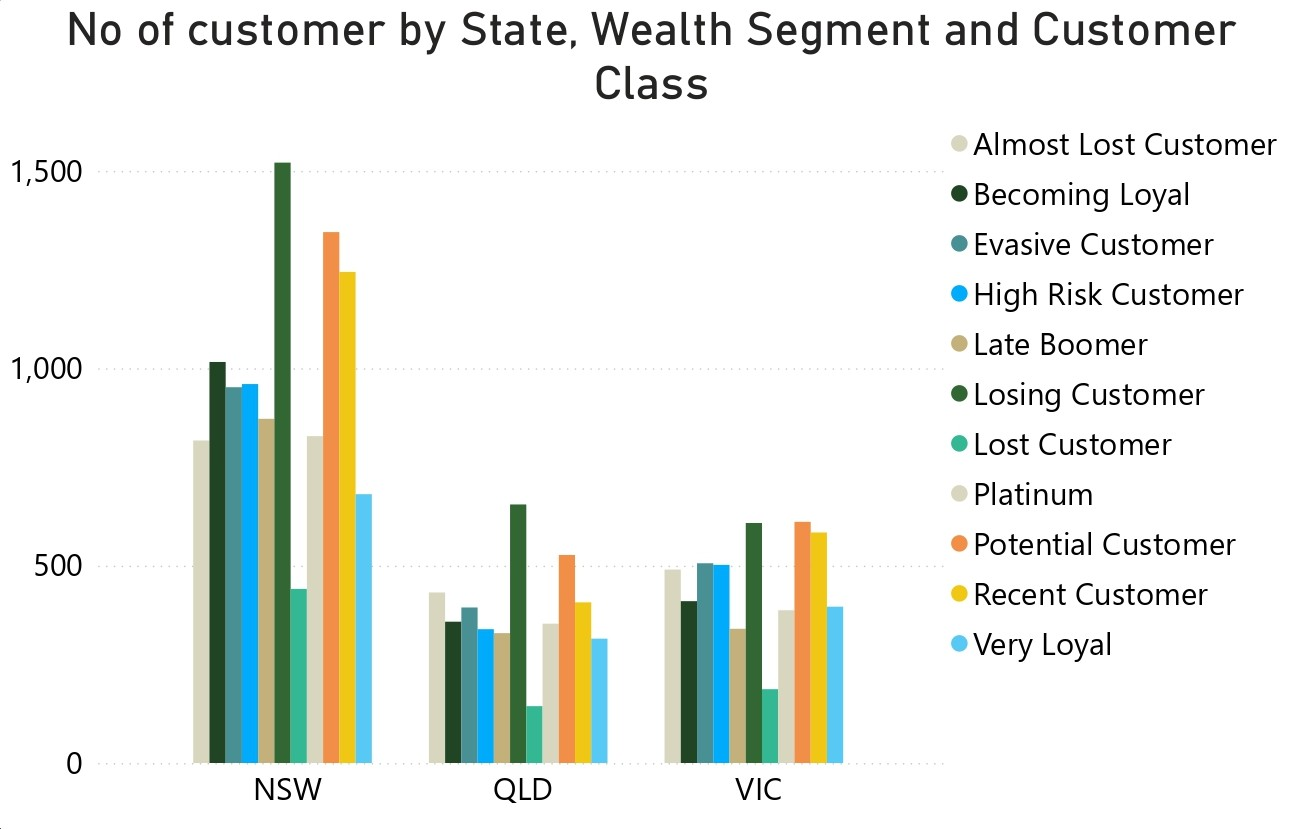 No of customer by State, Wealth Segment and Customer
Class
Almost Lost Customer
Becoming Loyal
Evasive Customer
High Risk Customer
Late Boomer
Losing Customer
Lost Customer
Platinum
Potential Customer
Recent Customer
Very Loyal
1,500
1,000
500
0
NSW QLD VIC